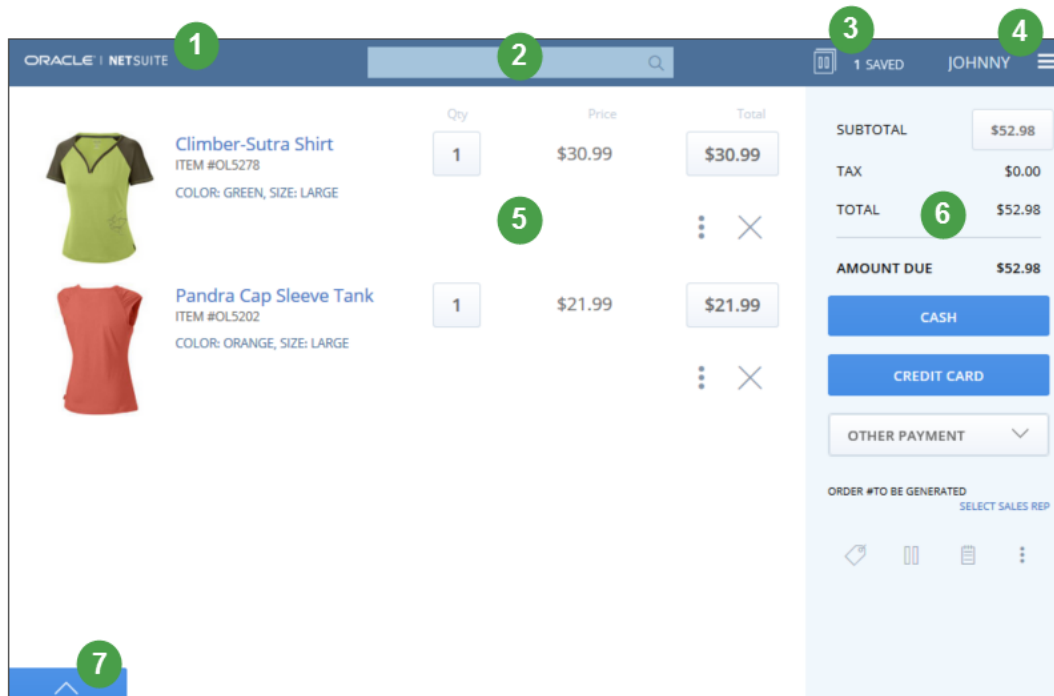 1
2
3
4
ORACLE | NETSUITE
1 SAVED
JOHNNY
Qty Price Total
Climber-Sutra Shirt
ITEM #OL5278
COLOR: GREEN, SIZE: LARGE
1 $30.99 $30.99
5
Pandra Cap Sleeve Tank
ITEM #OL5202
COLOR: ORANGE, SIZE: LARGE
1 $21.99 $21.99
SUBTOTAL $52.98
TAX $0.00
TOTAL $52.98
6
AMOUNT DUE $52.98
CASH
CREDIT CARD
OTHER PAYMENT
ORDER #TO BE GENERATED
SELECT SALES REP
7